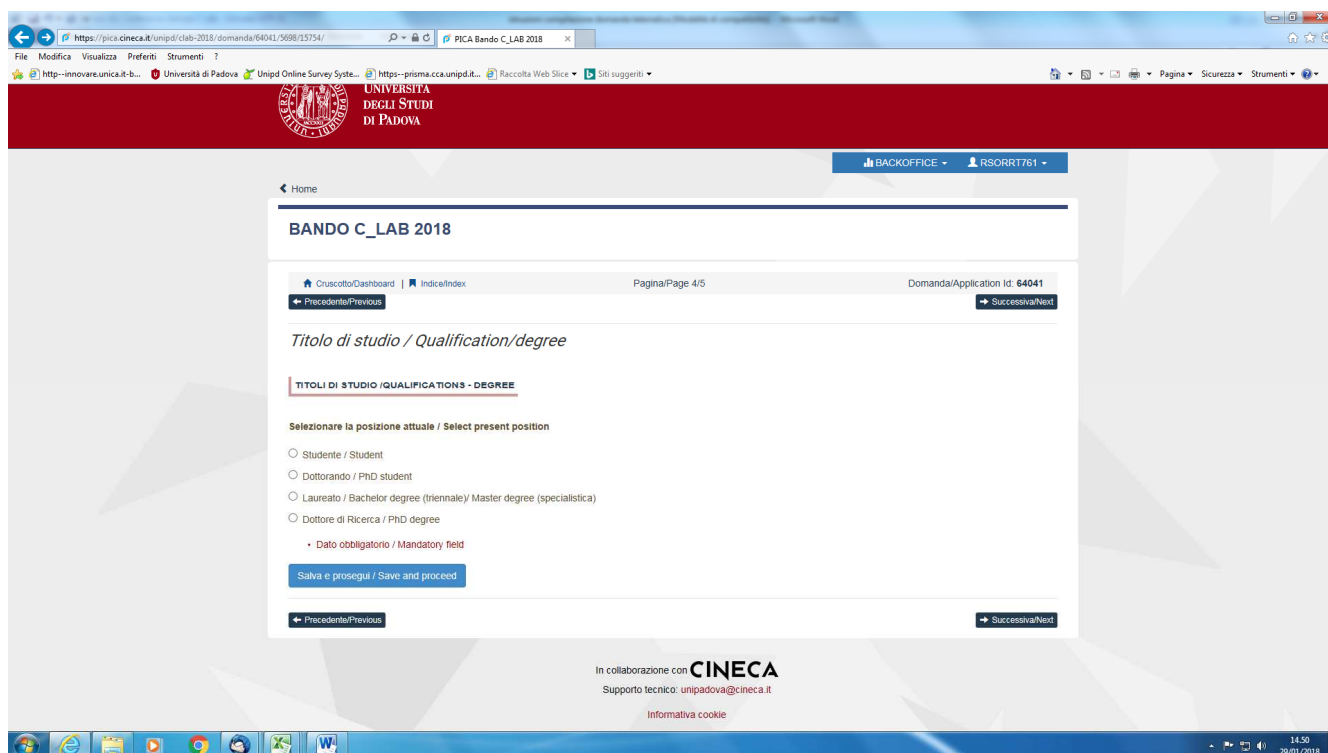 https://pica.cineca.it/unipd/clab-2018/domanda/64041/5698/15754/
PICA Bando C_LAB 2018
File Modifica Visualizza Preferiti Strumenti ?
http--innovare.unica.it-b... Università di Padova Unipd Online Survey Syste... https--prisma.cca.unipd.it... Raccolta Web Slice Siti suggeriti
Pagina Sicurezza Strumenti
UNIVERSITÀ
DEGLI STUDI
DI PADOVA
BACKOFFICE RSORRT761
Home
BANDO C_LAB 2018
Cruscotto/Dashboard | Indice/Index Pagina/Page 4/5 Domanda/Application Id: 64041
Precedente/Previous Successiva/Next
Titolo di studio / Qualification/degree
TITOLI DI STUDIO /QUALIFICATIONS - DEGREE
Selezionare la posizione attuale / Select present position
Studente / Student
Dottorando / PhD student
Laureato / Bachelor degree (triennale)/ Master degree (specialistica)
Dottore di Ricerca / PhD degree
• Dato obbligatorio / Mandatory field
Salva e prosegui / Save and proceed
Precedente/Previous Successiva/Next
In collaborazione con CINECA
Supporto tecnico: unipadova@cineca.it
Informativa cookie
14.50
29/01/2018